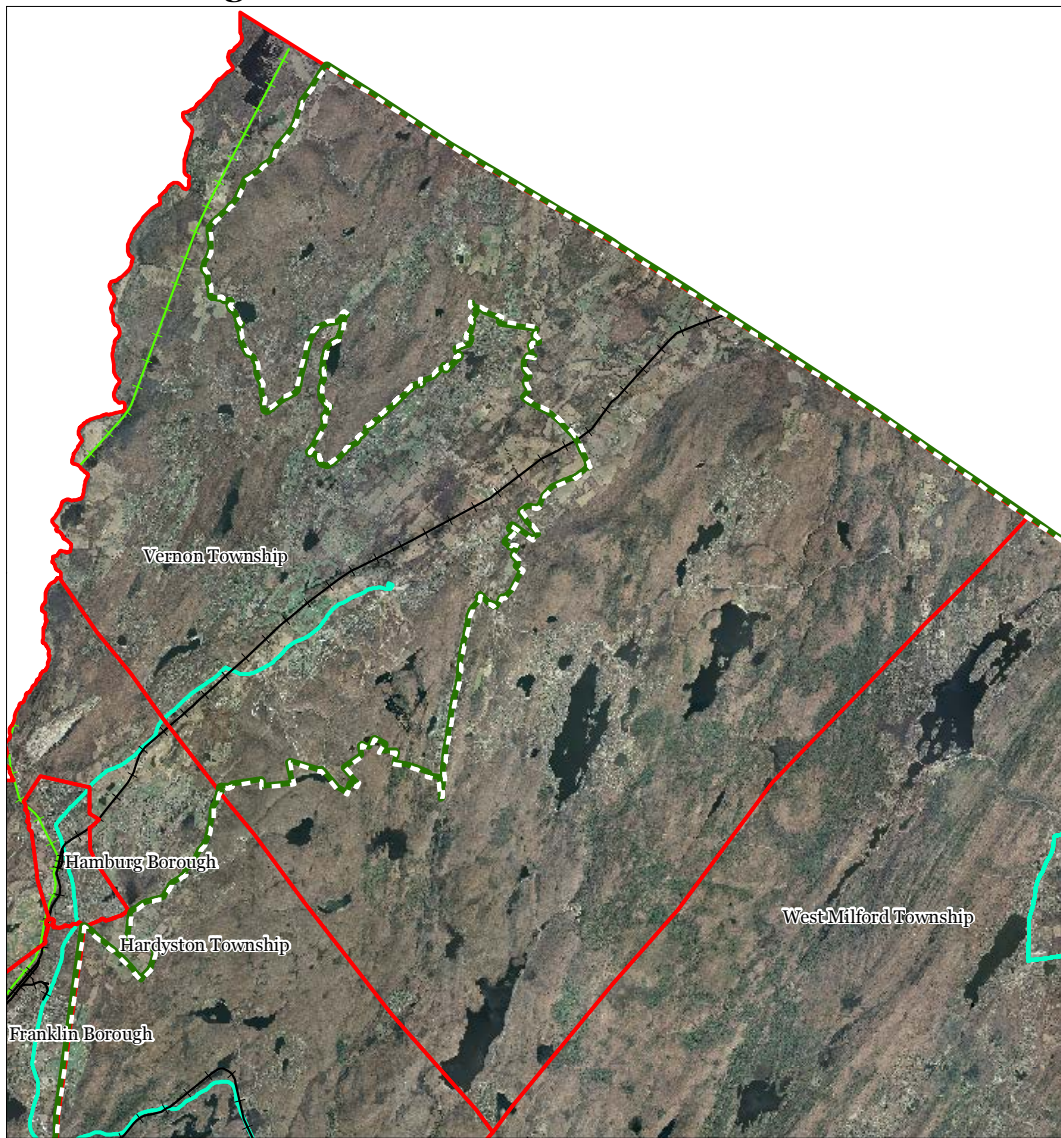 Vernon Township
Hamburg Borough
West Milford Township
Hardyston Township
Franklin Borough